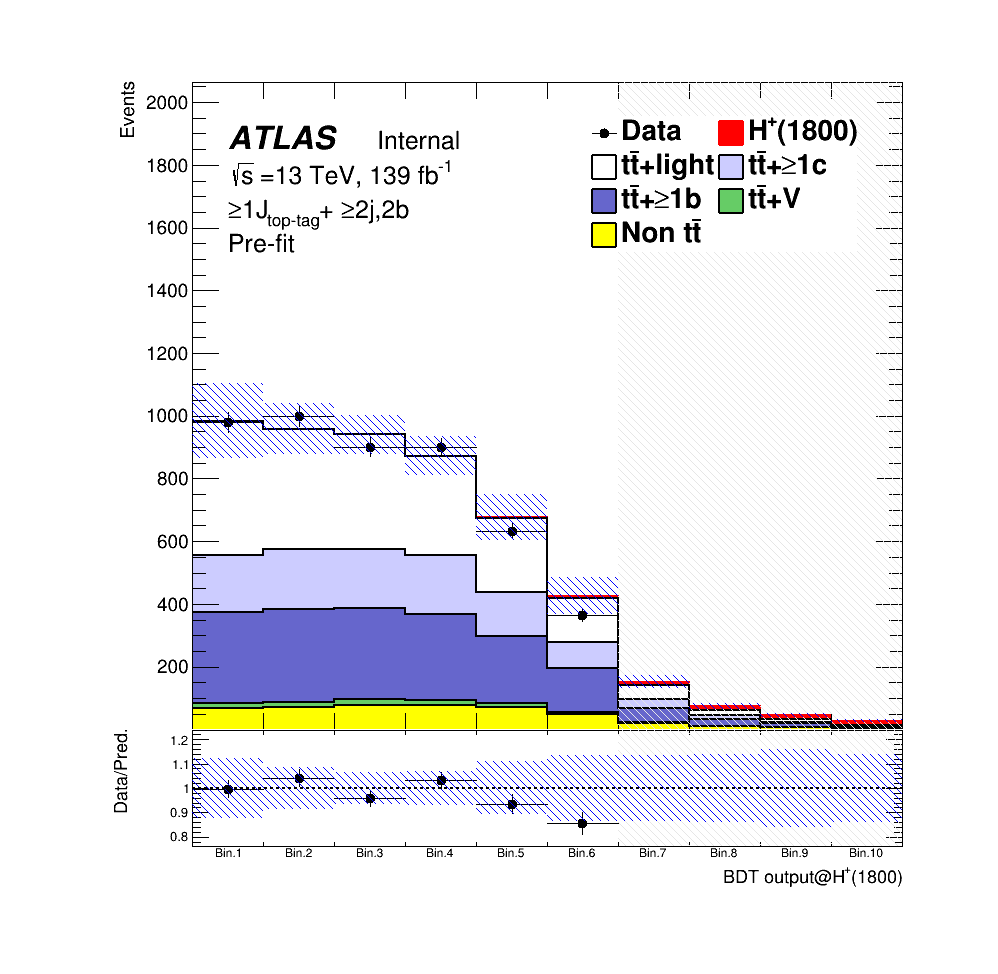 Events
2000
1800
1600
1400
1200
1000
800
600
400
200
ATLAS Internal
√s =13 TeV, 139 fb⁻¹
≥1J_top-tag+ ≥2j,2b
Pre-fit
Data H⁺(1800)
tt̄+light tt̄+≥1c
tt̄+≥1b tt̄+V
Non tt̄
Data/Pred.
1.2
1.1
1
0.9
0.8
Bin.1 Bin.2 Bin.3 Bin.4 Bin.5 Bin.6 Bin.7 Bin.8 Bin.9 Bin.10
BDT output@H⁺(1800)